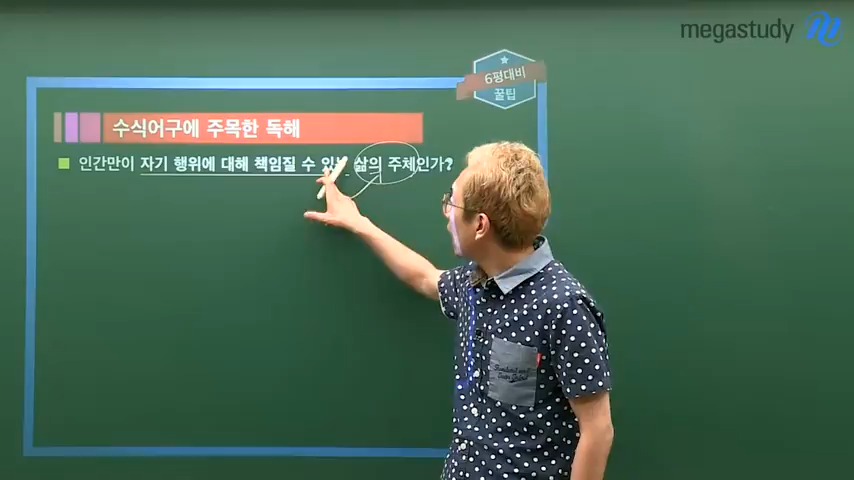 megastudy
6평대비
꿀팁
수식어구에 주목한 독해
인간만이 자기 행위에 대해 책임질 수 있는 삶의 주체인가?